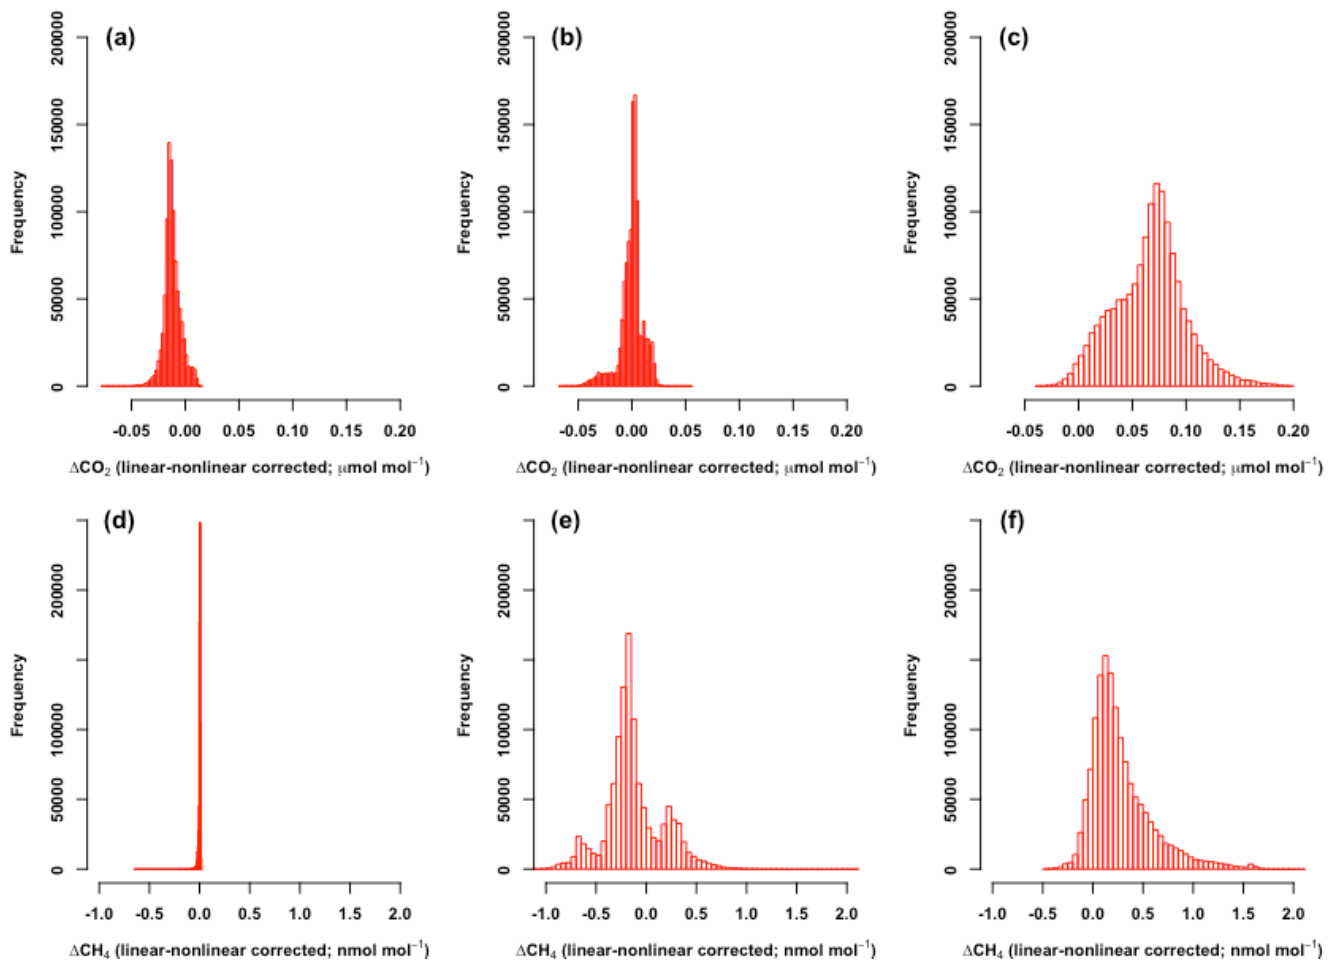 (a)
200000
150000
100000
50000
0
Frequency
-0.05 0.00 0.05 0.10 0.15 0.20
ΔCO₂ (linear-nonlinear corrected; μmol mol⁻¹)
(b)
200000
150000
100000
50000
0
Frequency
-0.05 0.00 0.05 0.10 0.15 0.20
ΔCO₂ (linear-nonlinear corrected; μmol mol⁻¹)
(c)
200000
150000
100000
50000
0
Frequency
-0.05 0.00 0.05 0.10 0.15 0.20
ΔCO₂ (linear-nonlinear corrected; μmol mol⁻¹)
(d)
200000
100000
50000
0
Frequency
-1.0 -0.5 0.0 0.5 1.0 1.5 2.0
ΔCH₄ (linear-nonlinear corrected; nmol mol⁻¹)
(e)
200000
100000
50000
0
Frequency
-1.0 -0.5 0.0 0.5 1.0 1.5 2.0
ΔCH₄ (linear-nonlinear corrected; nmol mol⁻¹)
(f)
200000
100000
50000
0
Frequency
-1.0 -0.5 0.0 0.5 1.0 1.5 2.0
ΔCH₄ (linear-nonlinear corrected; nmol mol⁻¹)